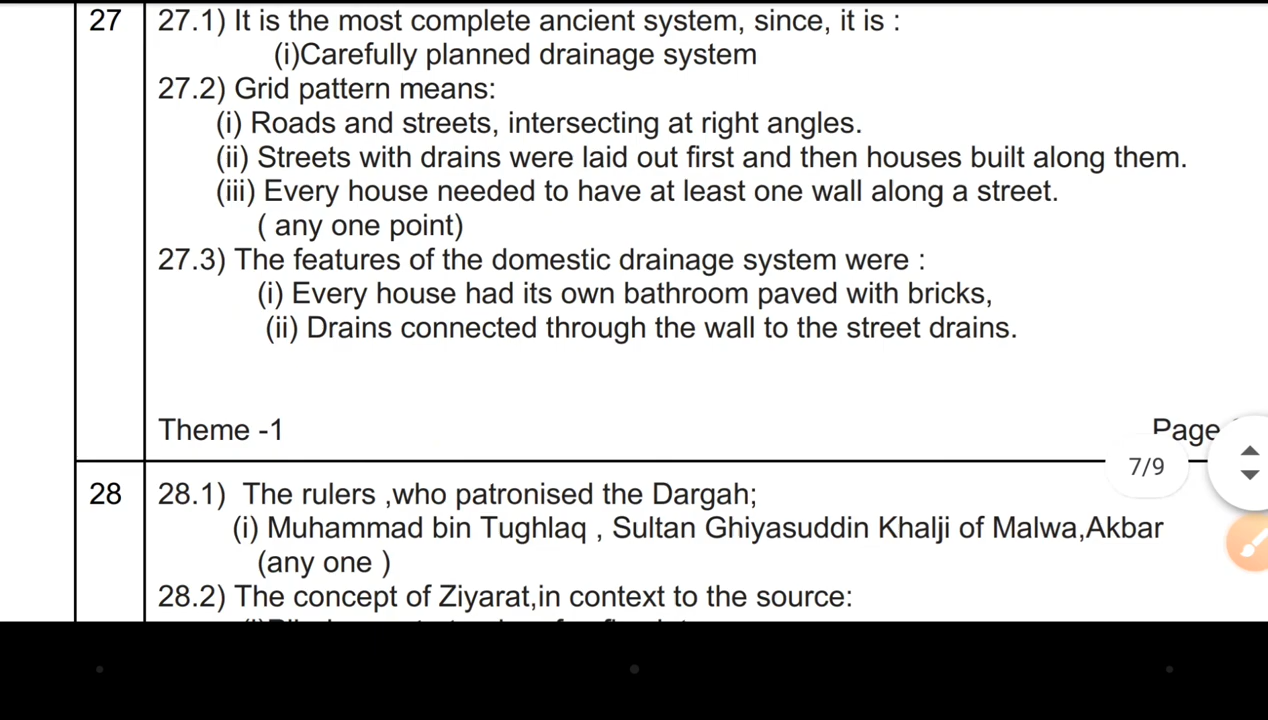 27
27.1) It is the most complete ancient system, since, it is :
(i)Carefully planned drainage system
27.2) Grid pattern means:
(i) Roads and streets, intersecting at right angles.
(ii) Streets with drains were laid out first and then houses built along them.
(iii) Every house needed to have at least one wall along a street.
( any one point)
27.3) The features of the domestic drainage system were :
(i) Every house had its own bathroom paved with bricks,
(ii) Drains connected through the wall to the street drains.
Theme -1 Page
7/9
28
28.1) The rulers ,who patronised the Dargah;
(i) Muhammad bin Tughlaq , Sultan Ghiyasuddin Khalji of Malwa,Akbar
(any one )
28.2) The concept of Ziyarat,in context to the source: